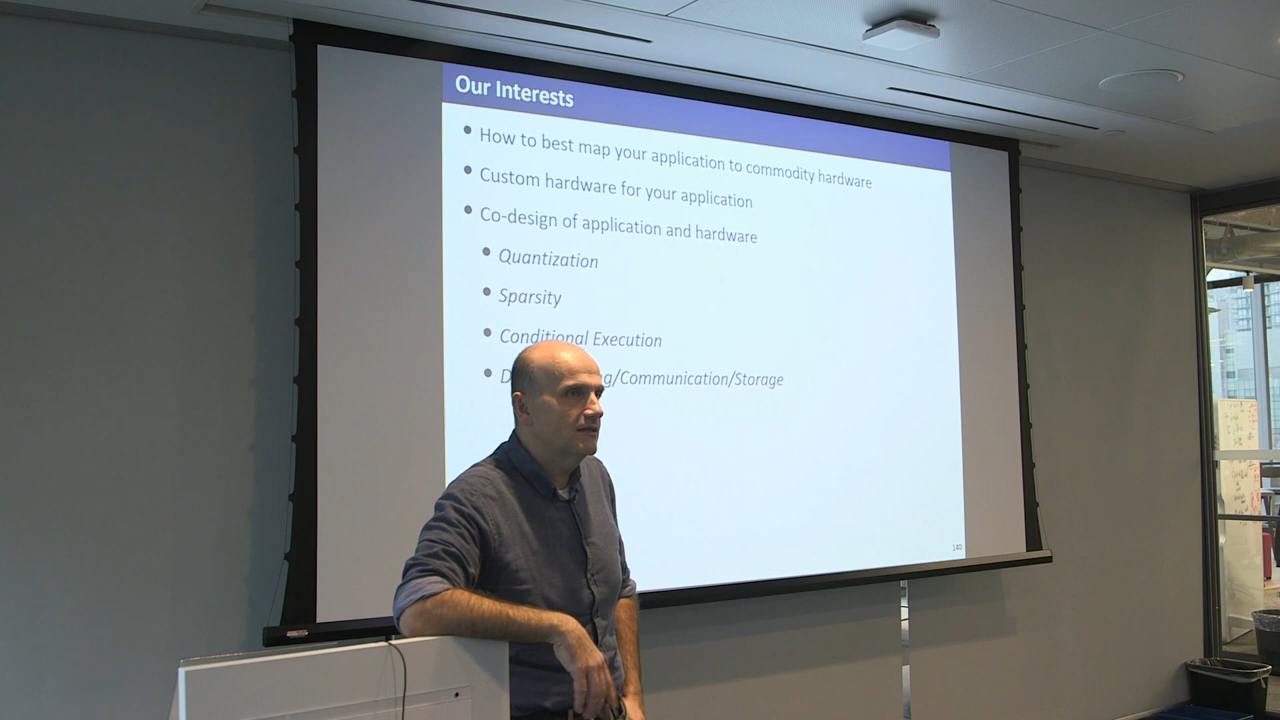 Our Interests
How to best map your application to commodity hardware
Custom hardware for your application
Co-design of application and hardware
Quantization
Sparsity
Conditional Execution
/Communication/Storage
140